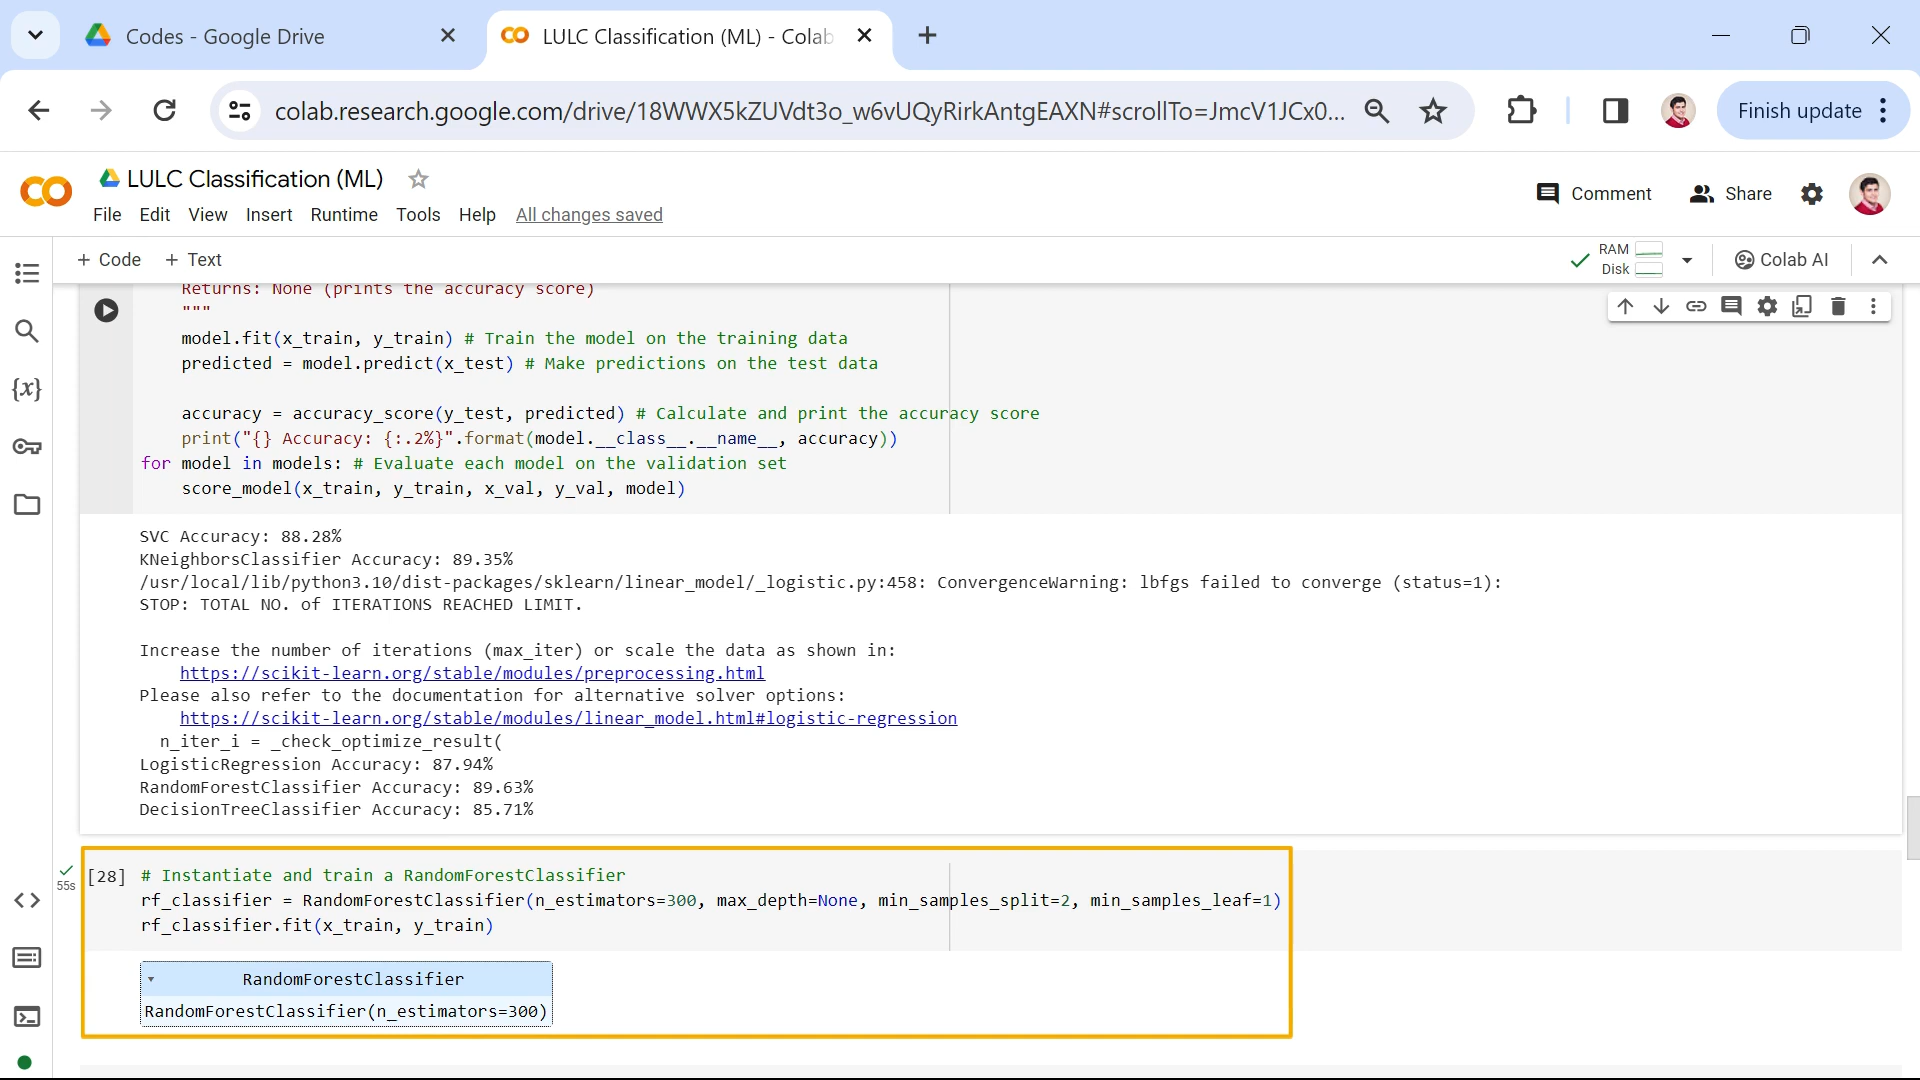 Codes - Google Drive
LULC Classification (ML) - Colab
colab.research.google.com/drive/18WWX5kZUVdt3o_w6vUQyRirkAntgEAXN#scrollTo=JmcV1JCx0...
Finish update
LULC Classification (ML)
File Edit View Insert Runtime Tools Help All changes saved
Comment Share
+ Code + Text
RAM
Disk
Colab AI
Returns: None (prints the accuracy score)
"""
model.fit(x_train, y_train) # Train the model on the training data
predicted = model.predict(x_test) # Make predictions on the test data
accuracy = accuracy_score(y_test, predicted) # Calculate and print the accuracy score
print("{} Accuracy: {:.2%}".format(model.__class__.__name__, accuracy))
for model in models: # Evaluate each model on the validation set
score_model(x_train, y_train, x_val, y_val, model)
SVC Accuracy: 88.28%
KNeighborsClassifier Accuracy: 89.35%
/usr/local/lib/python3.10/dist-packages/sklearn/linear_model/_logistic.py:458: ConvergenceWarning: lbfgs failed to converge (status=1):
STOP: TOTAL NO. of ITERATIONS REACHED LIMIT.
Increase the number of iterations (max_iter) or scale the data as shown in:
https://scikit-learn.org/stable/modules/preprocessing.html
Please also refer to the documentation for alternative solver options:
https://scikit-learn.org/stable/modules/linear_model.html#logistic-regression
n_iter_i = _check_optimize_result(
LogisticRegression Accuracy: 87.94%
RandomForestClassifier Accuracy: 89.63%
DecisionTreeClassifier Accuracy: 85.71%
55s
[28] # Instantiate and train a RandomForestClassifier
rf_classifier = RandomForestClassifier(n_estimators=300, max_depth=None, min_samples_split=2, min_samples_leaf=1)
rf_classifier.fit(x_train, y_train)
RandomForestClassifier
RandomForestClassifier(n_estimators=300)